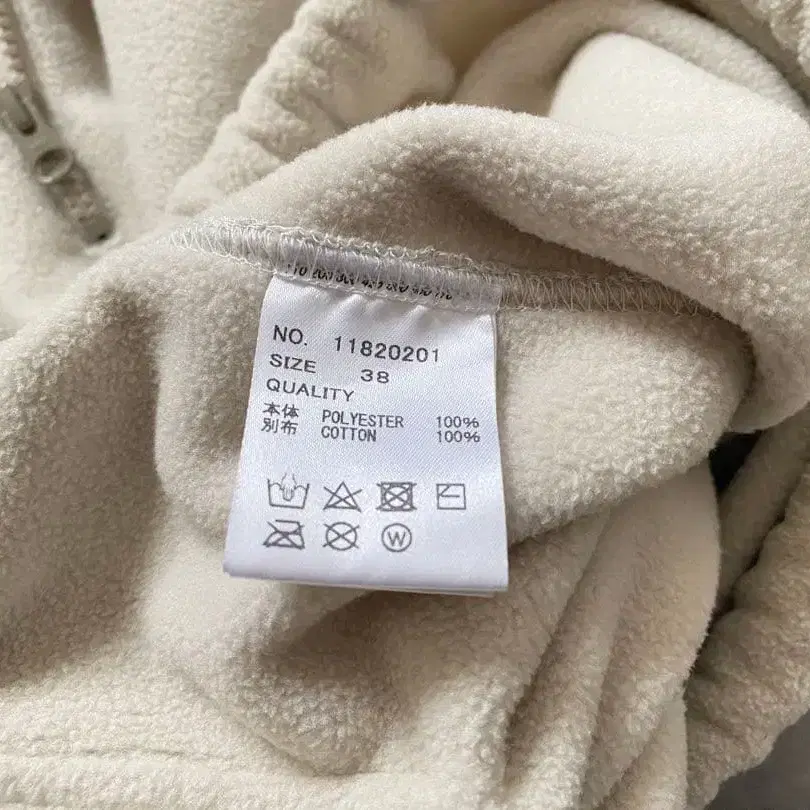 NO. 11820201
SIZE 38
QUALITY
本体 POLYESTER 100%
別布 COTTON 100%
W